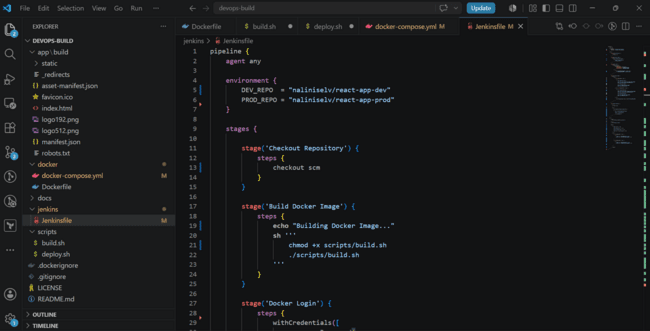 File Edit Selection View Go Run ...
devops-build
Update
EXPLORER
DEVOPS-BUILD
app\build
static
_redirects
asset-manifest.json
favicon.ico
index.html
logo192.png
logo512.png
manifest.json
robots.txt
docker
docker-compose.yml M
Dockerfile
docs
jenkins
Jenkinsfile M
scripts
build.sh
deploy.sh
.dockerignore
.gitignore
LICENSE
README.md
OUTLINE
TIMELINE
Dockerfile
build.sh
deploy.sh
docker-compose.yml M
Jenkinsfile M
jenkins > Jenkinsfile
1 pipeline {
2 agent any
3
4 environment {
5 DEV_REPO = "naliniselv/react-app-dev"
6 PROD_REPO = "naliniselv/react-app-prod"
7 }
8
9 stages {
10
11 stage('Checkout Repository') {
12 steps {
13 checkout scm
14 }
15 }
16
17 stage('Build Docker Image') {
18 steps {
19 echo "Building Docker Image..."
20 sh '''
21 chmod +x scripts/build.sh
22 ./scripts/build.sh
23 '''
24 }
25 }
26
27 stage('Docker Login') {
28 steps {
29 withCredentials([